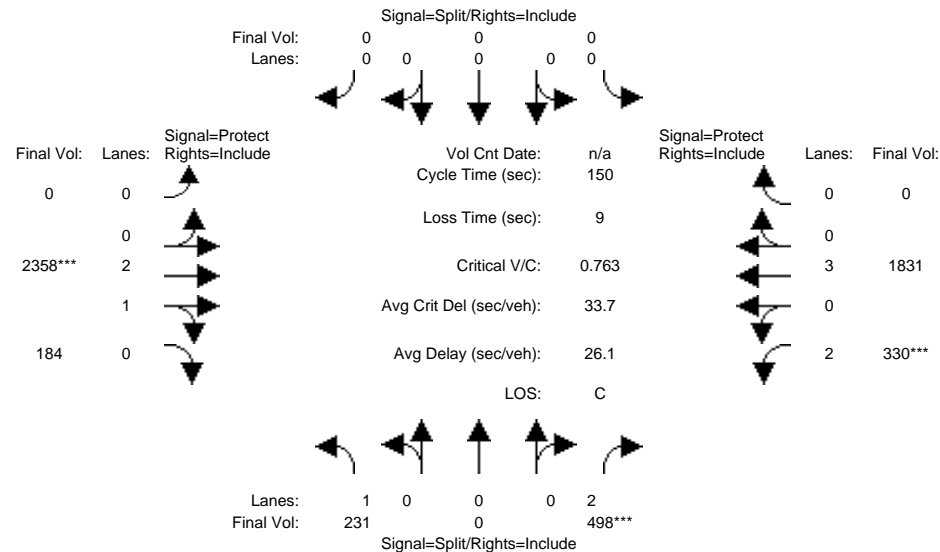 Signal=Split/Rights=Include
Final Vol: 0 0 0
Lanes: 0 0 0 0 0
Signal=Protect
Final Vol: Lanes: Rights=Include
Vol Cnt Date: n/a
Signal=Protect
Rights=Include Lanes: Final Vol:
Cycle Time (sec): 150
0 0
0 0
Loss Time (sec): 9
0
0
2358*** 2
Critical V/C: 0.763
3 1831
1
Avg Crit Del (sec/veh): 33.7
0
184 0
Avg Delay (sec/veh): 26.1
2 330***
LOS: C
Lanes: 1 0 0 0 2
Final Vol: 231 0 498***
Signal=Split/Rights=Include